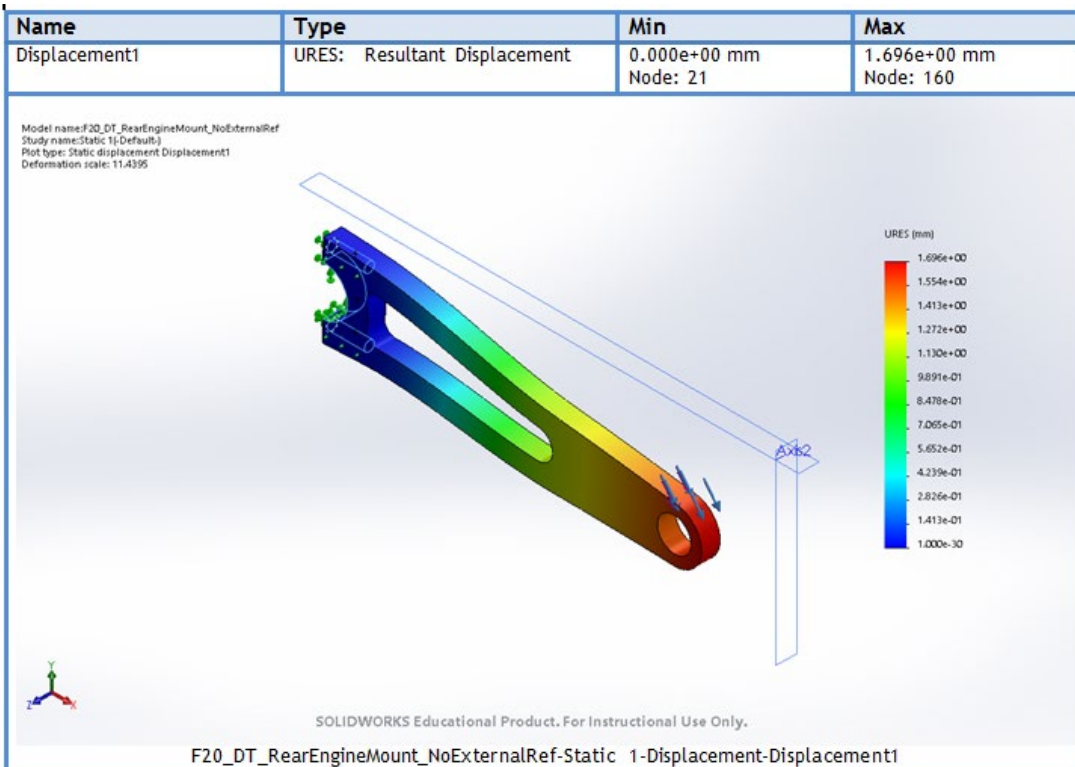 Name Type Min Max
Displacement1 URES: Resultant Displacement 0.000e+00 mm 1.696e+00 mm
Node: 21 Node: 160
Model name:F20_DT_RearEngineMount_NoExternalRef
Study name:Static 1(-Default-)
Plot type: Static displacement Displacement1
Deformation scale: 11.4395
URES (mm)
1.696e+00
1.554e+00
1.413e+00
1.272e+00
1.130e+00
9.891e-01
8.478e-01
7.065e-01
5.652e-01
4.239e-01
2.826e-01
1.413e-01
1.000e-30
Axis2
Y
Z X
SOLIDWORKS Educational Product. For Instructional Use Only.
F20_DT_RearEngineMount_NoExternalRef-Static 1-Displacement-Displacement1